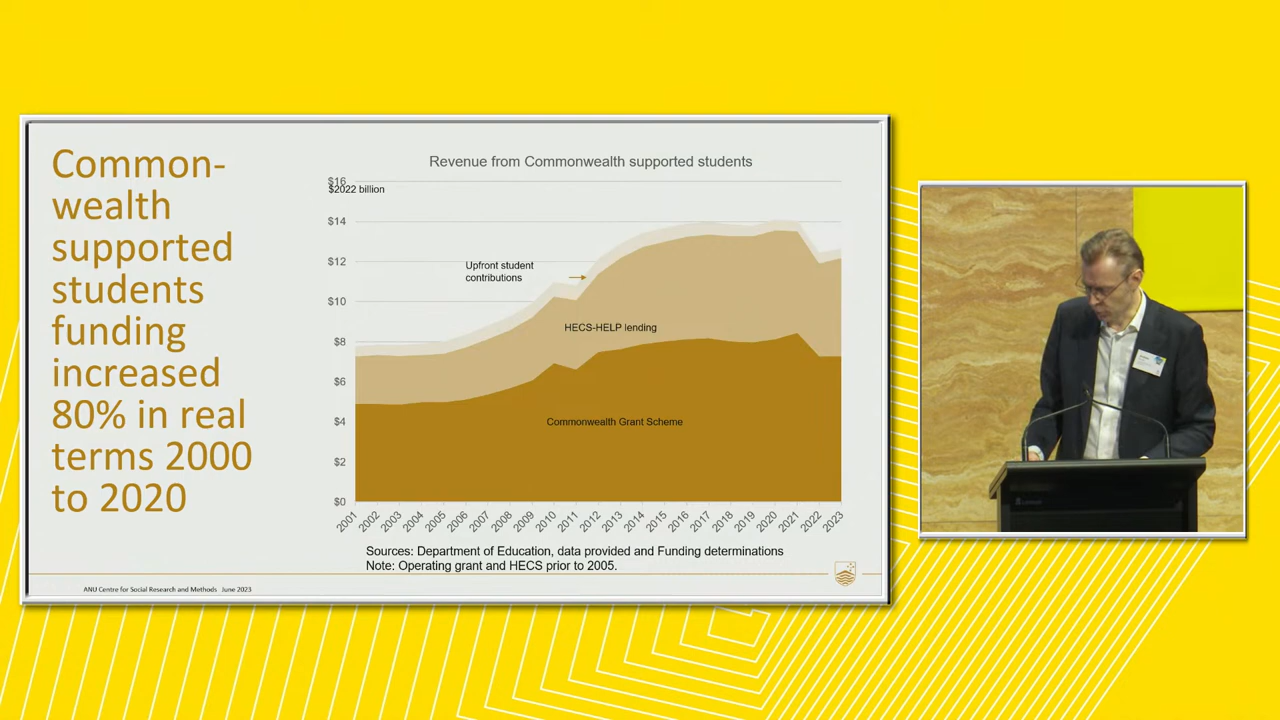 Common-
wealth
supported
students
funding
increased
80% in real
terms 2000
to 2020
Revenue from Commonwealth supported students
$16
$2022 billion
$14
$12
$10
$8
$6
$4
$2
$0
Upfront student
contributions
HECS-HELP lending
Commonwealth Grant Scheme
2001 2002 2003 2004 2005 2006 2007 2008 2009 2010 2011 2012 2013 2014 2015 2016 2017 2018 2019 2020 2021 2022 2023
Sources: Department of Education, data provided and Funding determinations
Note: Operating grant and HECS prior to 2005.
ANU Centre for Social Research and Methods June 2023